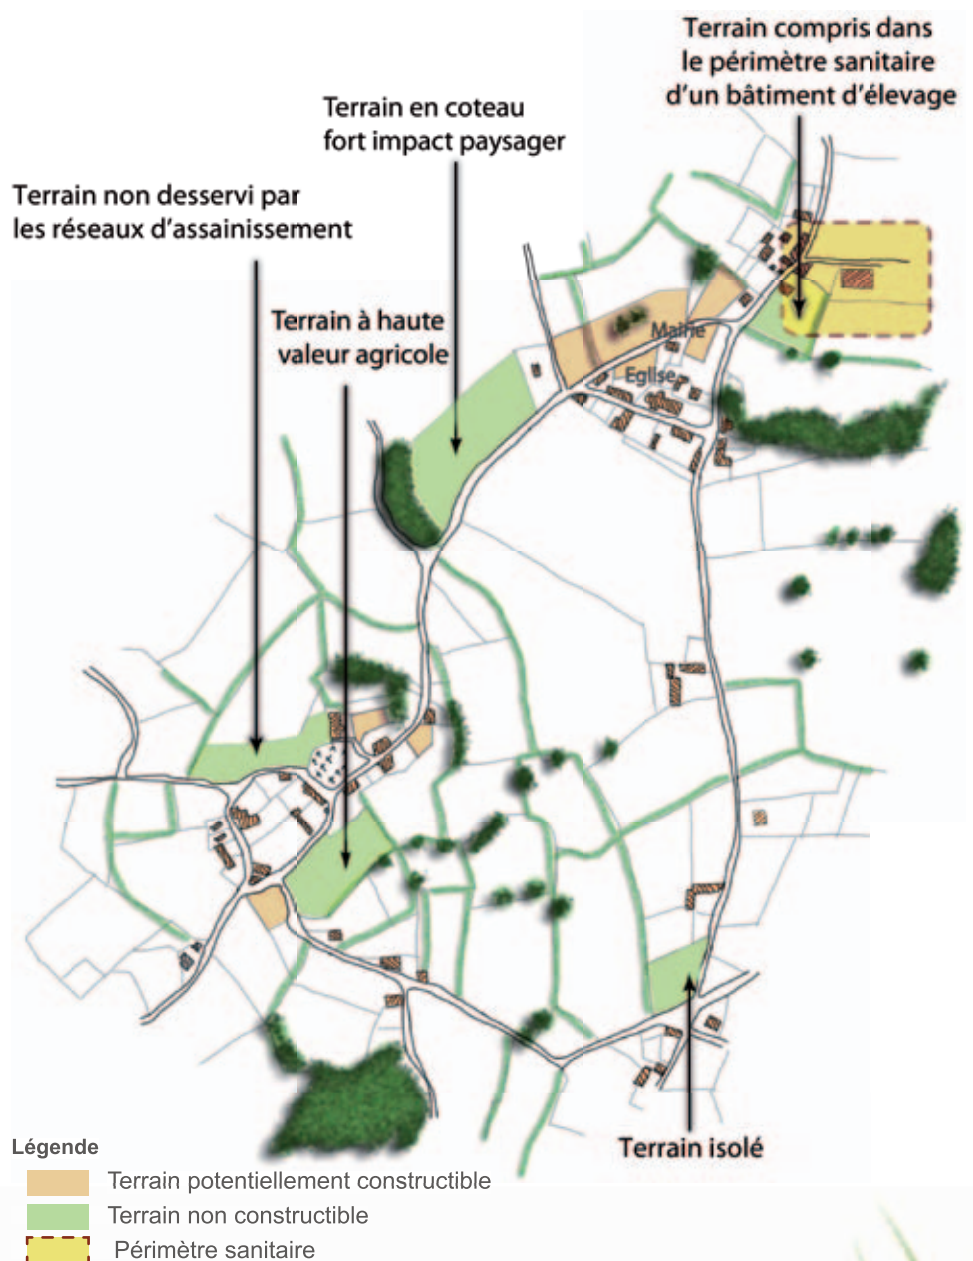 Terrain compris dans
le périmètre sanitaire
d'un bâtiment d'élevage
Terrain en coteau
fort impact paysager
Terrain non desservi par
les réseaux d'assainissement
Terrain à haute
valeur agricole
Mairie
Eglise
Terrain isolé
Légende
Terrain potentiellement constructible
Terrain non constructible
Périmètre sanitaire